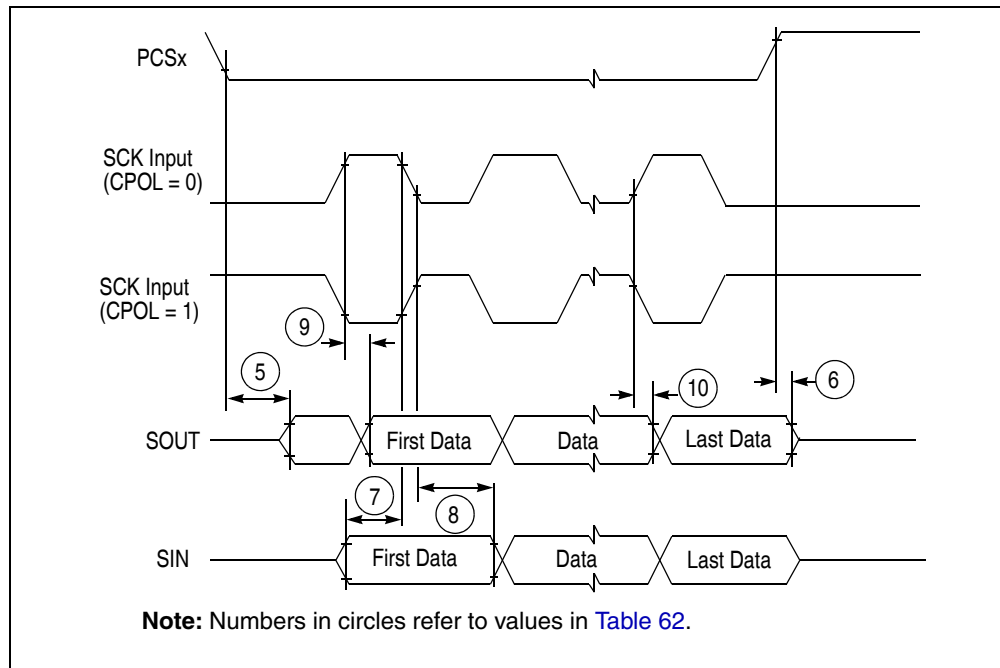 PCSx
SCK Input
(CPOL = 0)
SCK Input
(CPOL = 1)
9
5
10
6
SOUT
First Data
Data
Last Data
7
8
SIN
First Data
Data
Last Data
Note: Numbers in circles refer to values in Table 62.